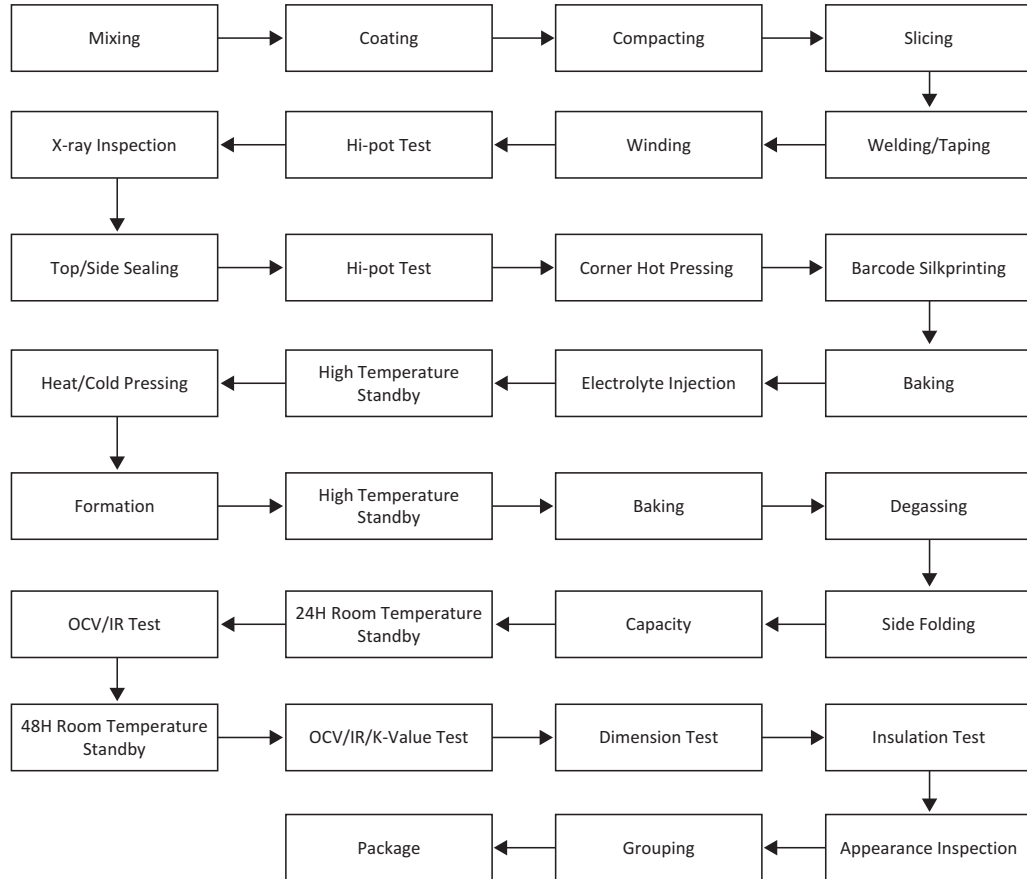 Mixing
Coating
Compacting
Slicing
Welding/Taping
Winding
Hi-pot Test
X-ray Inspection
Top/Side Sealing
Hi-pot Test
Corner Hot Pressing
Barcode Silkprinting
Baking
Electrolyte Injection
High Temperature
Standby
Heat/Cold Pressing
Formation
High Temperature
Standby
Baking
Degassing
Side Folding
Capacity
24H Room Temperature
Standby
OCV/IR Test
48H Room Temperature
Standby
OCV/IR/K-Value Test
Dimension Test
Insulation Test
Appearance Inspection
Grouping
Package